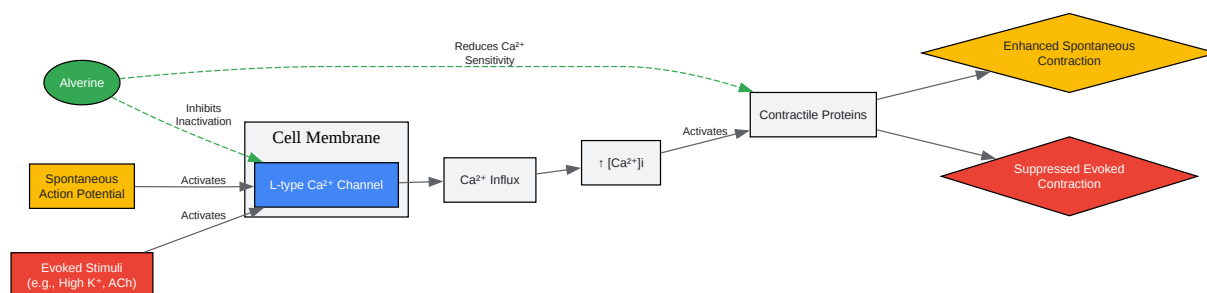 Reduces Ca²⁺
Sensitivity
Enhanced Spontaneous
Contraction
Alverine
Inhibits
Inactivation
Contractile Proteins
Cell Membrane
Activates
Spontaneous
Action Potential
Activates
L-type Ca²⁺ Channel
Ca²⁺ Influx
↑ [Ca²⁺]i
Suppressed Evoked
Contraction
Activates
Evoked Stimuli
(e.g., High K⁺, ACh)